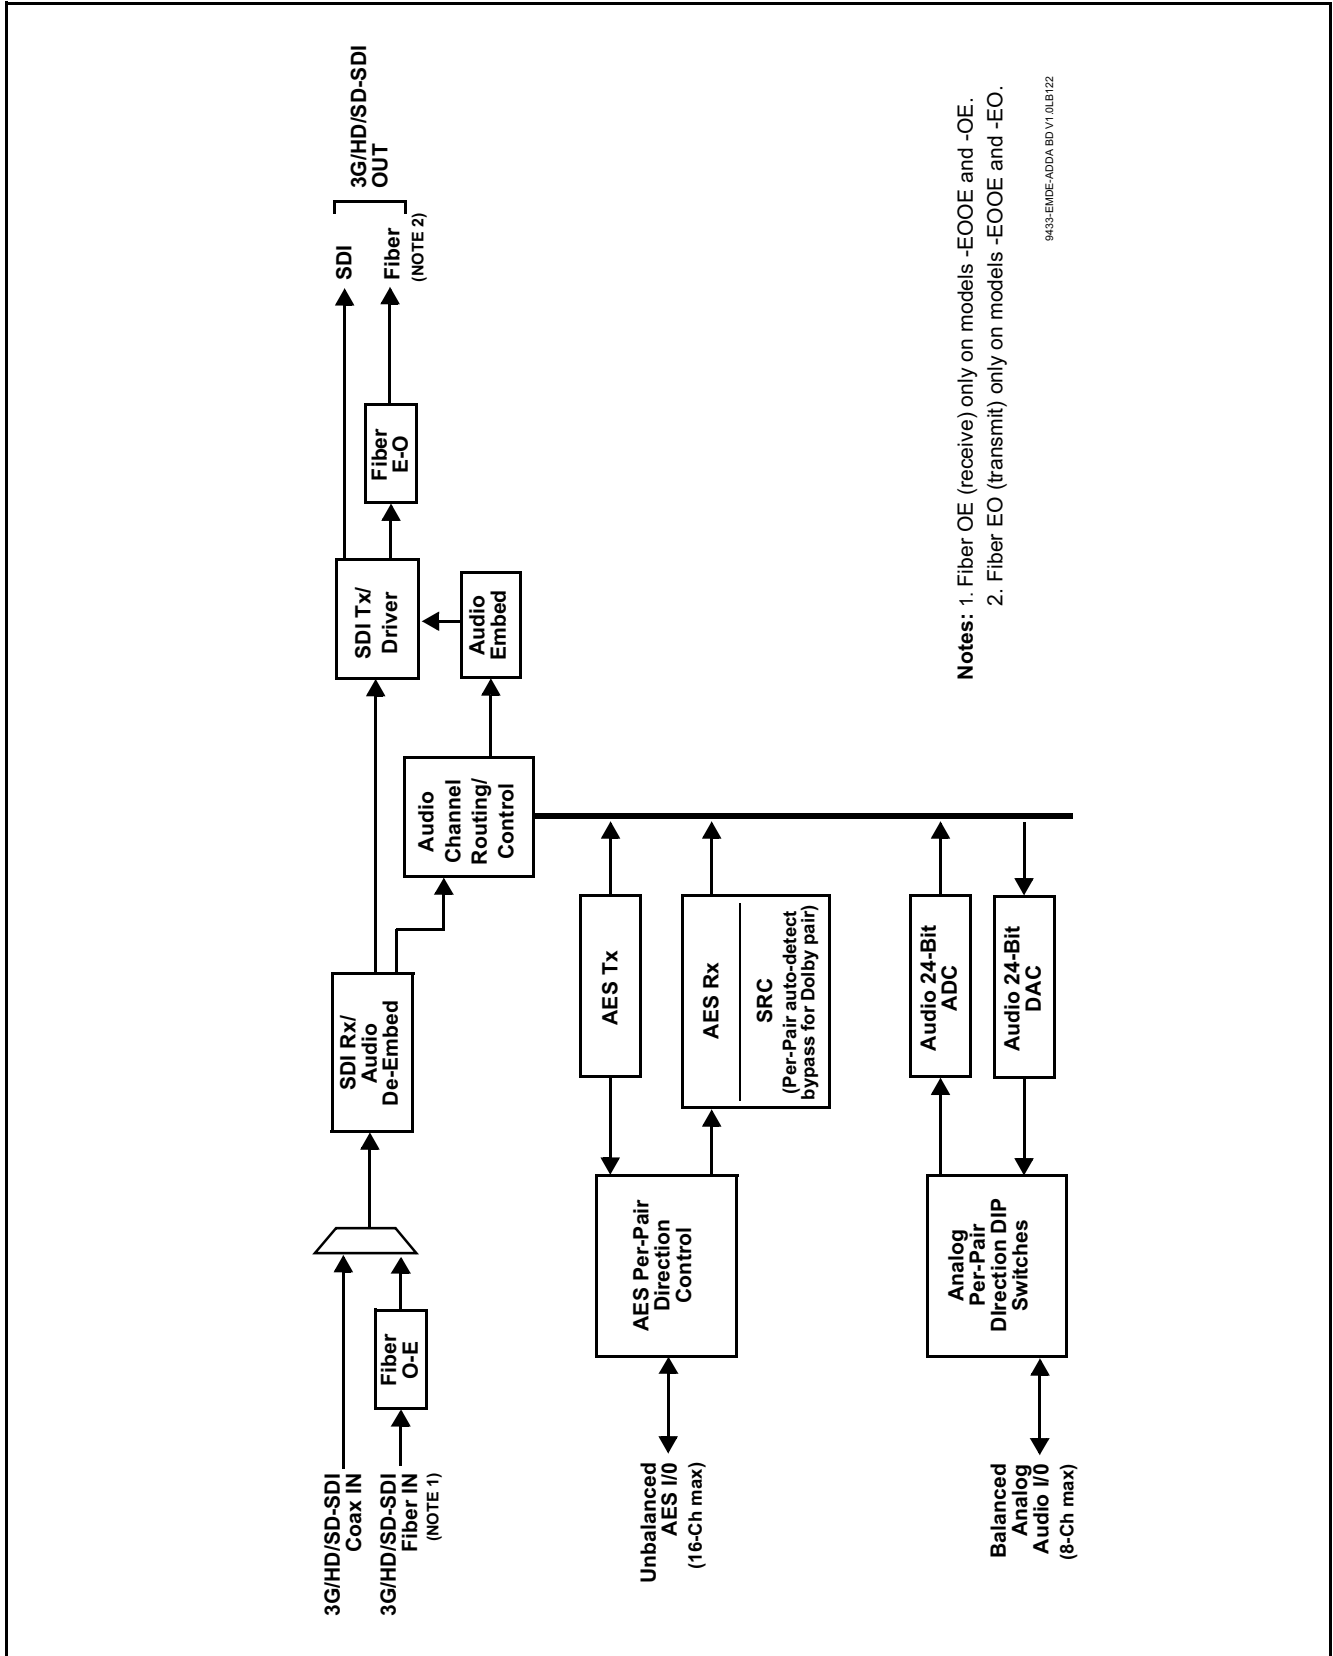 3G/HD/SD-SDI
Coax IN
3G/HD/SD-SDI
Fiber IN
(NOTE 1)
Fiber
O-E
SDI Rx/
Audio
De-Embed
Audio
Channel
Routing/
Control
SDI Tx/
Driver
Audio
Embed
Fiber
E-O
SDI
Fiber
(NOTE 2)
3G/HD/SD-SDI
OUT
Unbalanced
AES I/0
(16-Ch max)
AES Per-Pair
Direction
Control
AES Tx
AES Rx
SRC
(Per-Pair auto-detect
bypass for Dolby pair)
Balanced
Analog
Audio I/0
(8-Ch max)
Analog
Per-Pair
DIrection DIP
Switches
Audio 24-Bit
ADC
Audio 24-Bit
DAC
Notes: 1. Fiber OE (receive) only on models -EOOE and -OE.
2. Fiber EO (transmit) only on models -EOOE and -EO.
9433-EMDE-ADDA BD V1.0LB122